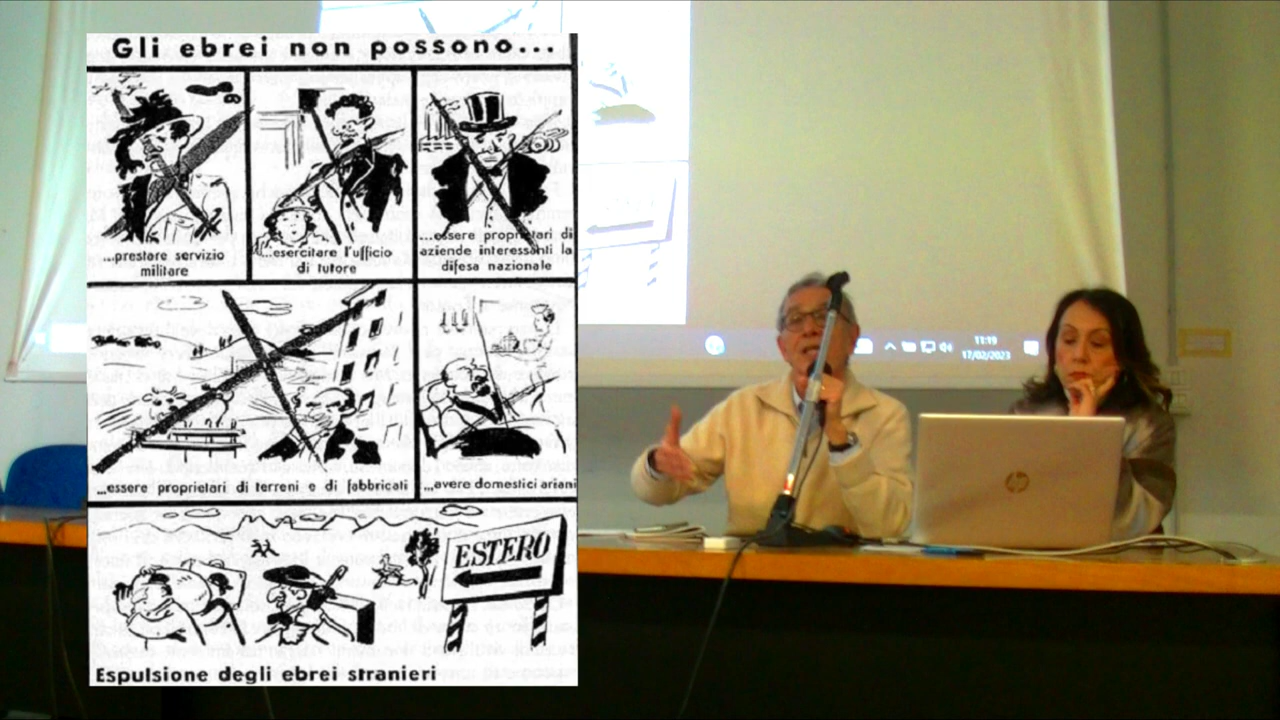 Gli ebrei non possono...
...prestare servizio
militare
...esercitare l'ufficio
di tutore
...essere proprietari di
aziende interessanti la
difesa nazionale
...essere proprietari di terreni e di fabbricati
...avere domestici ariani
ESTERO
Espulsione degli ebrei stranieri
11:19
17/02/2023
hp